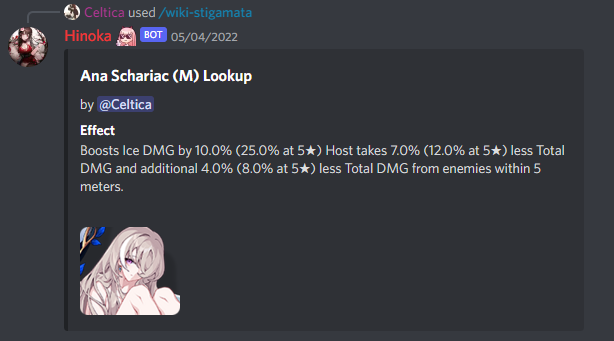 Celtica used /wiki-stigamata
Hinoka BOT 05/04/2022
Ana Schariac (M) Lookup
by @Celtica
Effect
Boosts Ice DMG by 10.0% (25.0% at 5★) Host takes 7.0% (12.0% at 5★) less Total
DMG and additional 4.0% (8.0% at 5★) less Total DMG from enemies within 5
meters.